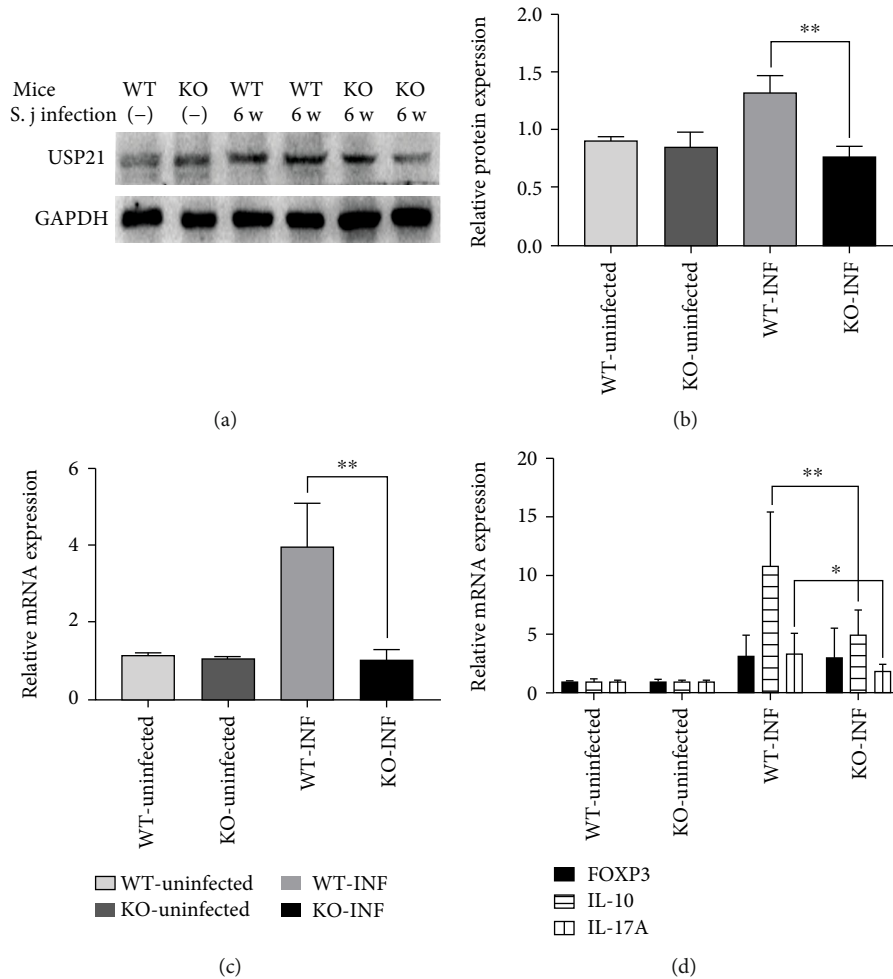 Mice WT KO WT WT KO KO
S. j infection (−) (−) 6 w 6 w 6 w 6 w
USP21
GAPDH
(a)
Relative protein experssion
2.0
1.5
1.0
0.5
0.0
**
WT-uninfected
KO-uninfected
WT-INF
KO-INF
(b)
Relative mRNA expression
6
4
2
0
**
WT-uninfected
KO-uninfected
WT-INF
KO-INF
WT-uninfected
KO-uninfected
WT-INF
KO-INF
(c)
Relative mRNA expression
20
15
10
5
0
**
*
WT-uninfected
KO-uninfected
WT-INF
KO-INF
FOXP3
IL-10
IL-17A
(d)